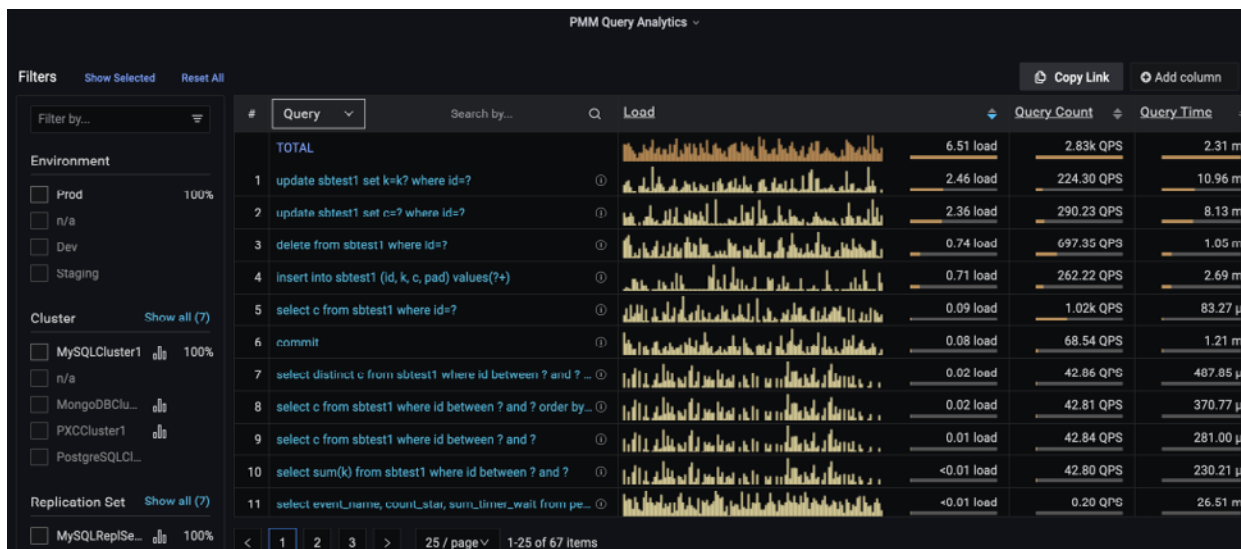 PMM Query Analytics
Filters Show Selected Reset All Copy Link Add column
Filter by... # Query Search by... Load Query Count Query Time
TOTAL 6.51 load 2.83k QPS 2.31 m
Environment
1 update sbtest1 set k=k? where id=? 2.46 load 224.30 QPS 10.96 m
Prod 100%
2 update sbtest1 set c=? where id=? 2.36 load 290.23 QPS 8.13 m
n/a
Dev 3 delete from sbtest1 where id=? 0.74 load 697.35 QPS 1.05 m
Staging 4 insert into sbtest1 (id, k, c, pad) values(?+) 0.71 load 262.22 QPS 2.69 m
5 select c from sbtest1 where id=? 0.09 load 1.02k QPS 83.27 µ
Cluster Show all (7)
6 commit 0.08 load 68.54 QPS 1.21 m
MySQLCluster1 100%
n/a 7 select distinct c from sbtest1 where id between ? and ? ... 0.02 load 42.86 QPS 487.85 µ
MongoDBClu... 8 select c from sbtest1 where id between ? and ? order by... 0.02 load 42.81 QPS 370.77 µ
PXCCluster1 9 select c from sbtest1 where id between ? and ? 0.01 load 42.84 QPS 281.00 µ
PostgreSQLCl...
10 select sum(k) from sbtest1 where id between ? and ? <0.01 load 42.80 QPS 230.21 µ
Replication Set Show all (7) 11 select event_name, count_star, sum_timer_wait from pe... <0.01 load 0.20 QPS 26.51 m
MySQLReplSe... 100% < 1 2 3 > 25 / page 1-25 of 67 items